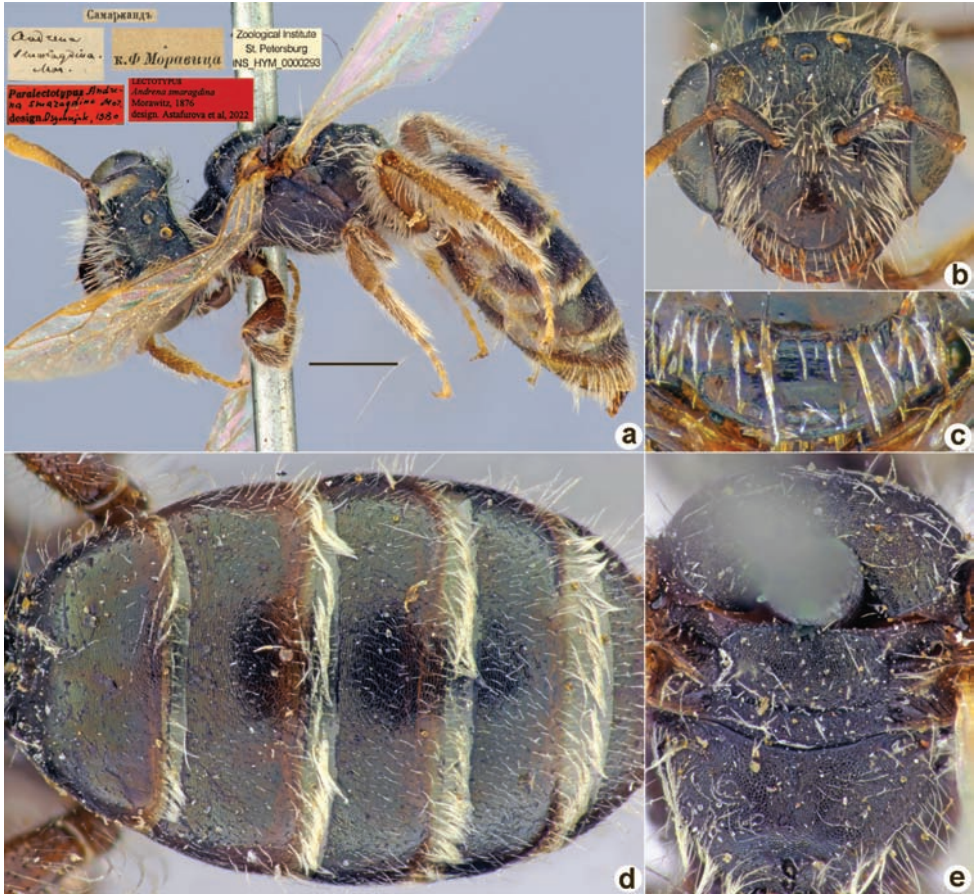 Самаркандъ
Andrena
smaragdina.
Mor.
к.Ф Моравица
Zoological Institute
St. Petersburg
INS_HYM_0000293
Paralectotypus Andre-
na smaragdina Mor.
design. 1980
LECTOTYPUS
Andrena smaragdina
Morawitz, 1876
design. Astafurova et al, 2022
a
b
c
d
e